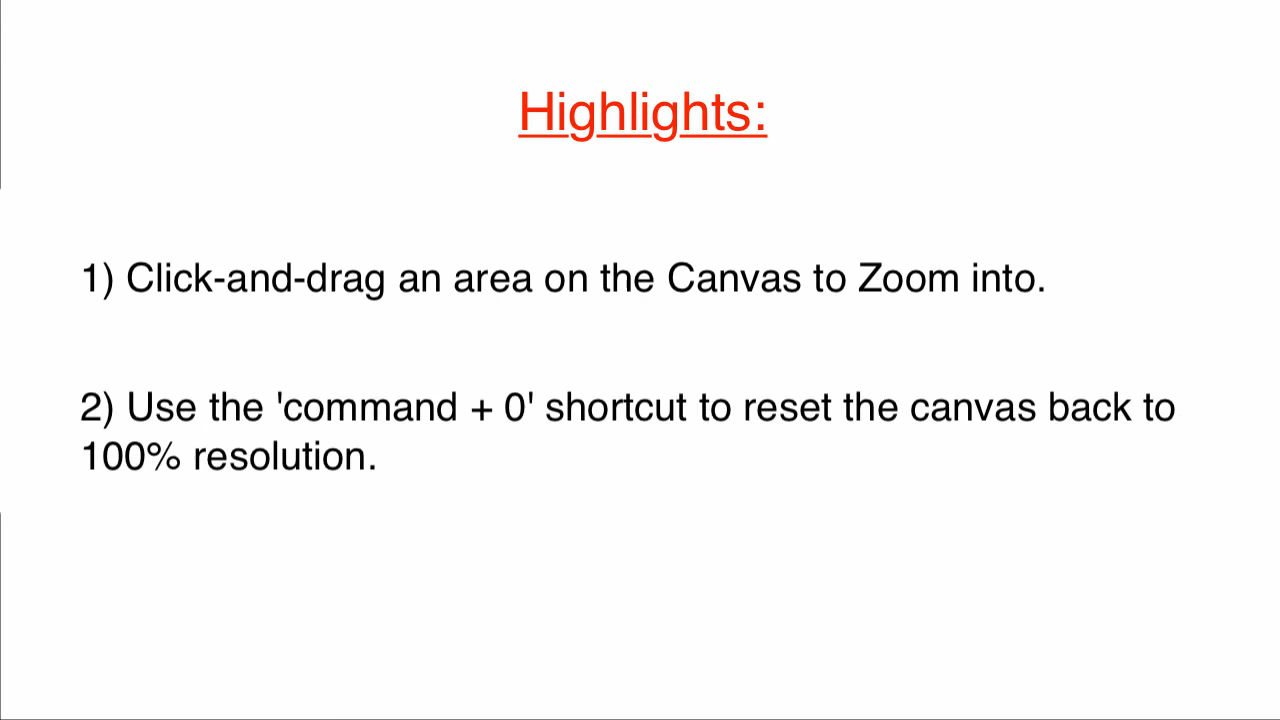 Highlights:
1) Click-and-drag an area on the Canvas to Zoom into.
2) Use the 'command + 0' shortcut to reset the canvas back to
100% resolution.